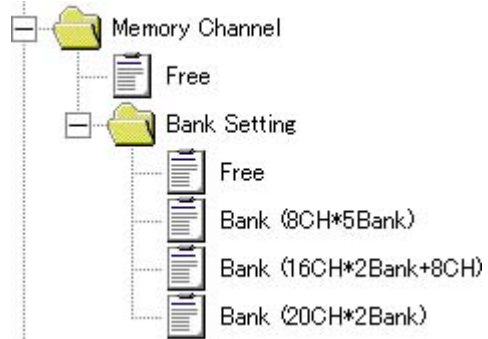 Memory Channel
Free
Bank Setting
Free
Bank (8CH*5Bank)
Bank (16CH*2Bank+8CH)
Bank (20CH*2Bank)